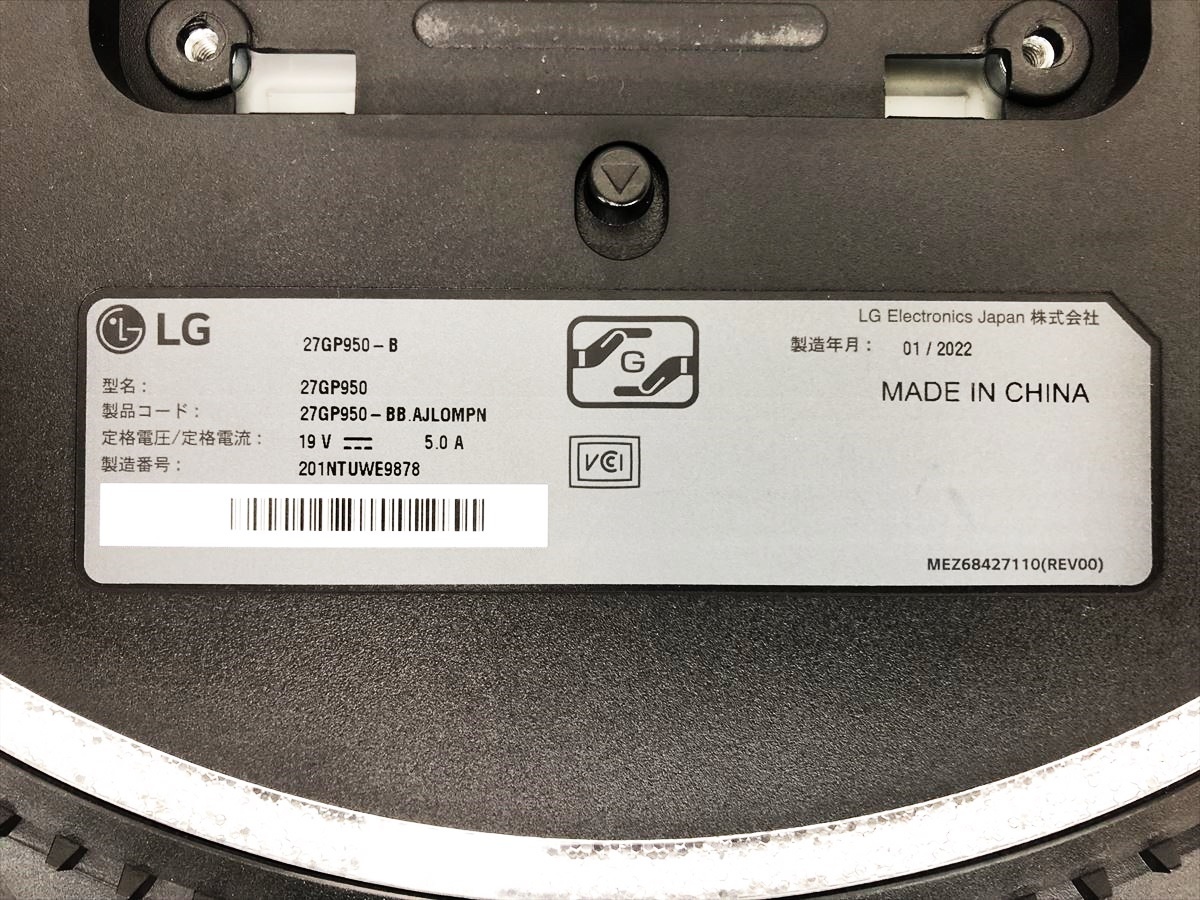 LG
27GP950-B
LG Electronics Japan 株式会社
製造年月: 01/2022
MADE IN CHINA
型名: 27GP950
製品コード: 27GP950-BB.AJLOMPN
定格電圧/定格電流: 19 V 5.0 A
製造番号: 201NTUWE9878
G
VCCI
MEZ68427110(REV00)